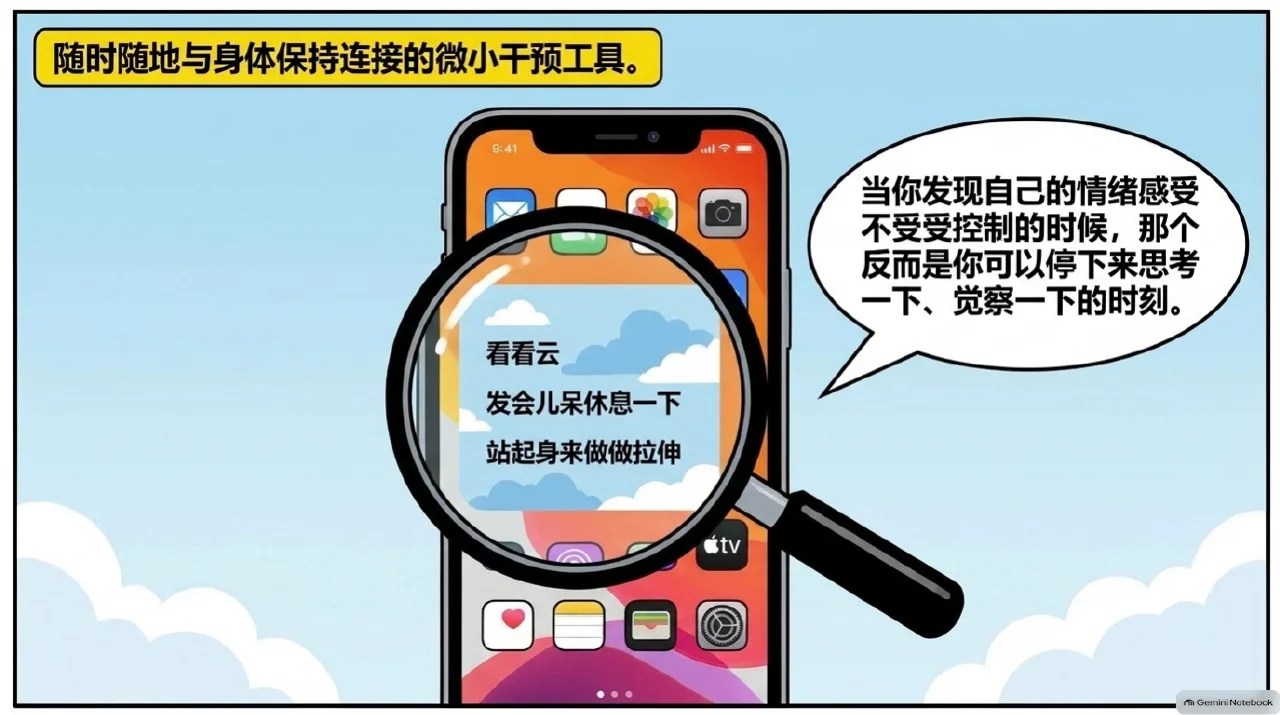 随时随地与身体保持连接的微小干预工具。
9:41
当你发现自己的情绪感受
不受受控制的时候，那个
反而是你可以停下来思考
一下、觉察一下的时刻。
看看云
发会儿呆休息一下
站起身来做做拉伸
tv
Gemini Notebook